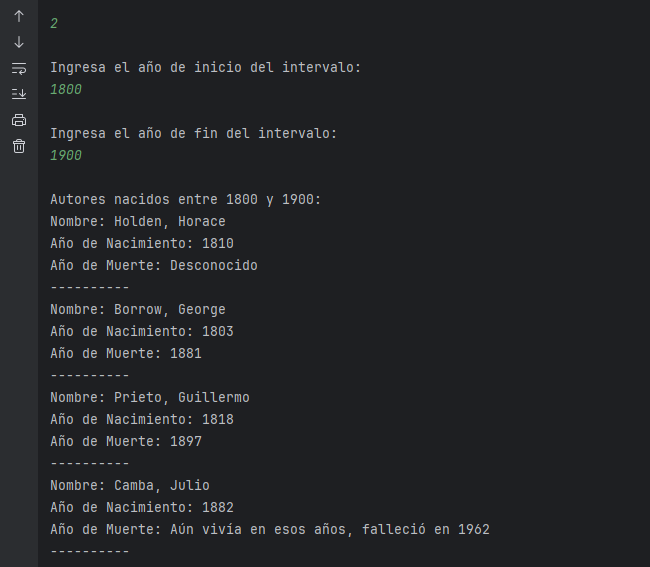 2
Ingresa el año de inicio del intervalo:
1800
Ingresa el año de fin del intervalo:
1900
Autores nacidos entre 1800 y 1900:
Nombre: Holden, Horace
Año de Nacimiento: 1810
Año de Muerte: Desconocido
----------
Nombre: Borrow, George
Año de Nacimiento: 1803
Año de Muerte: 1881
----------
Nombre: Prieto, Guillermo
Año de Nacimiento: 1818
Año de Muerte: 1897
----------
Nombre: Camba, Julio
Año de Nacimiento: 1882
Año de Muerte: Aún vivía en esos años, falleció en 1962
----------